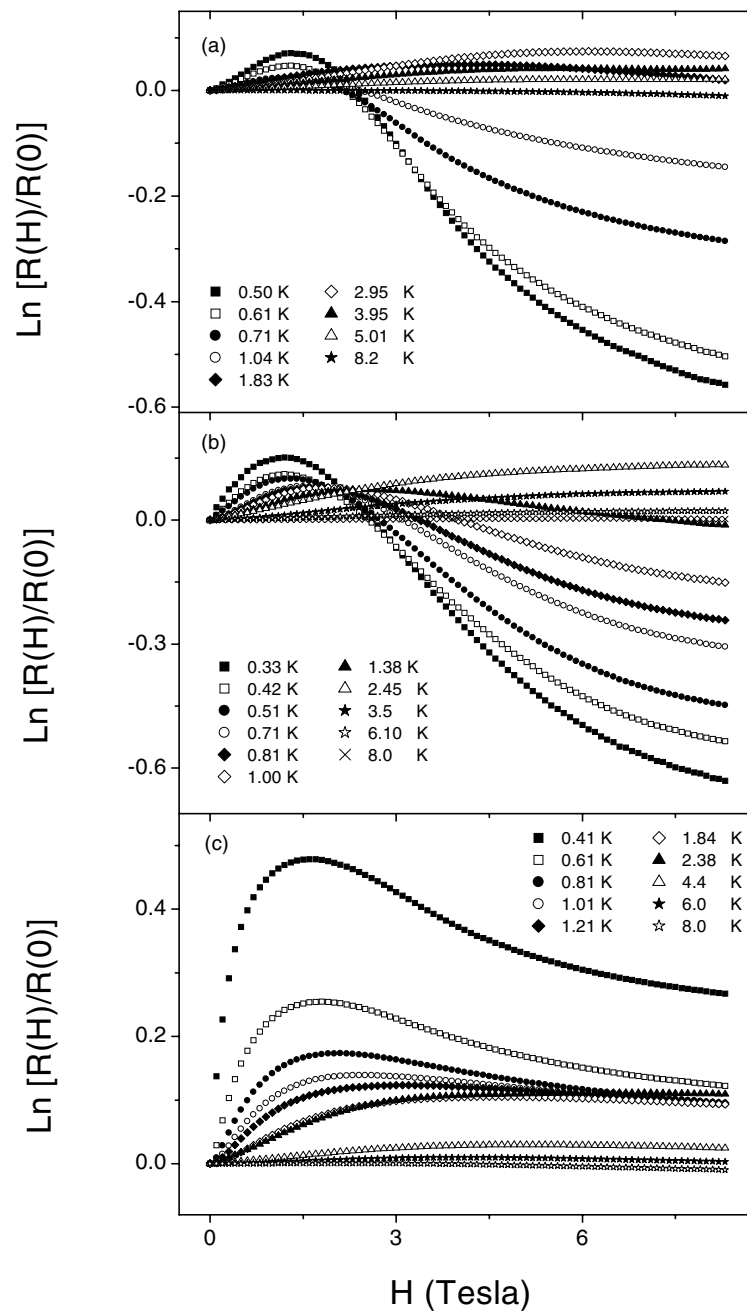 (a)
0.0
-0.2
-0.4
-0.6
Ln [R(H)/R(0)]
0.50 K
0.61 K
0.71 K
1.04 K
1.83 K
2.95 K
3.95 K
5.01 K
8.2 K
(b)
0.0
-0.3
-0.6
Ln [R(H)/R(0)]
0.33 K
0.42 K
0.51 K
0.71 K
0.81 K
1.00 K
1.38 K
2.45 K
3.5 K
6.10 K
8.0 K
(c)
0.4
0.2
0.0
Ln [R(H)/R(0)]
0.41 K
0.61 K
0.81 K
1.01 K
1.21 K
1.84 K
2.38 K
4.4 K
6.0 K
8.0 K
0 3 6
H (Tesla)